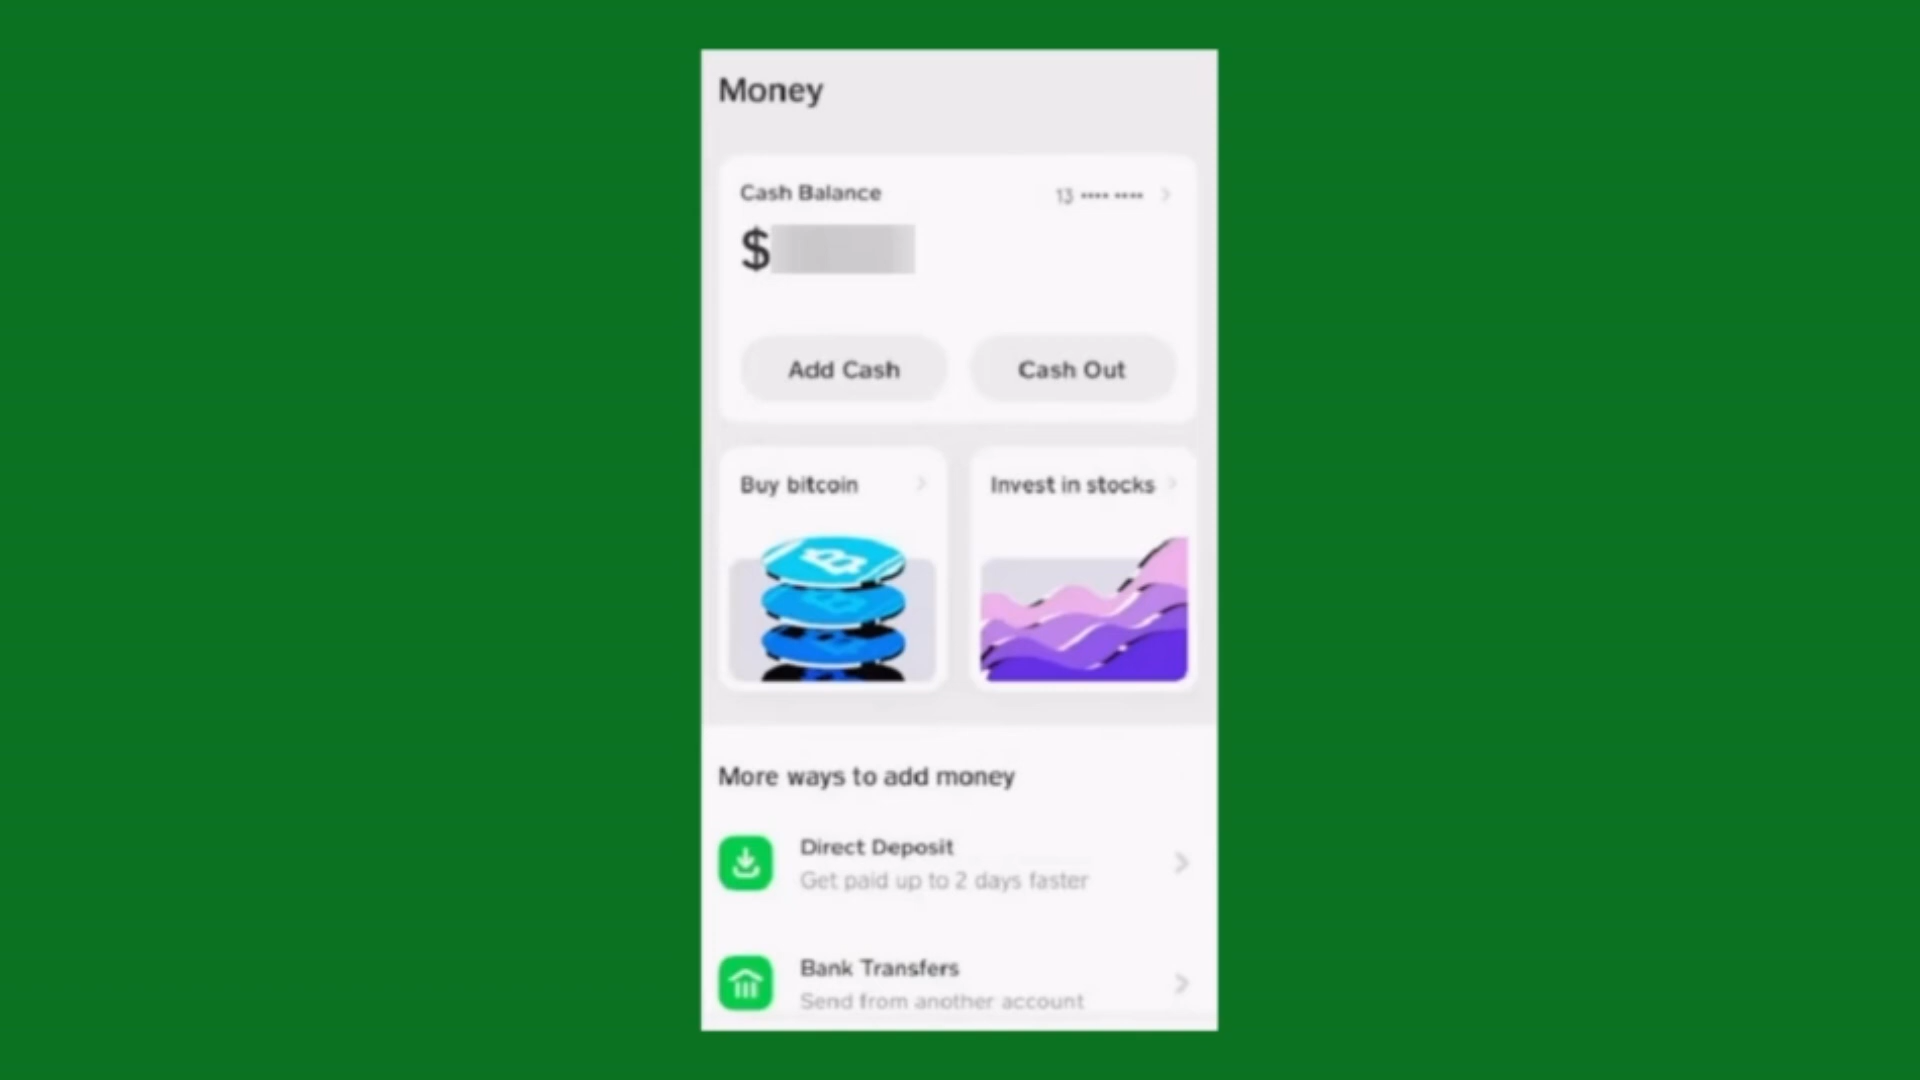 Money
Cash Balance
13 •••• ••••
$
Add Cash
Cash Out
Buy bitcoin
Invest in stocks
More ways to add money
Direct Deposit
Get paid up to 2 days faster
Bank Transfers
Send from another account